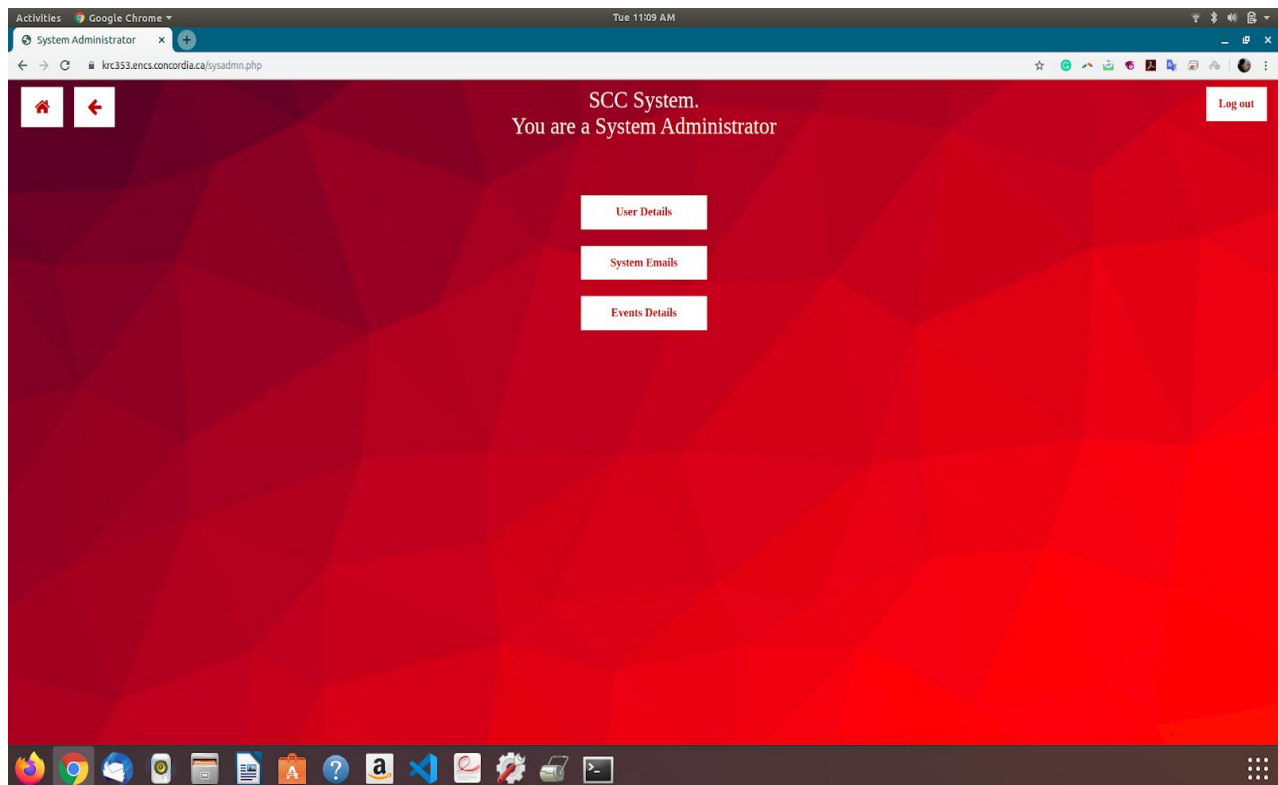 Activities Google Chrome Tue 11:09 AM
System Administrator
krc353.encs.concordia.ca/sysadmn.php
SCC System.
You are a System Administrator
Log out
User Details
System Emails
Events Details